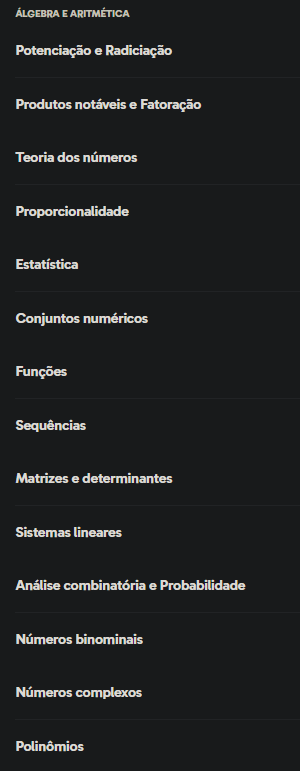 ÁLGEBRA E ARITMÉTICA
Potenciação e Radiciação
Produtos notáveis e Fatoração
Teoria dos números
Proporcionalidade
Estatística
Conjuntos numéricos
Funções
Sequências
Matrizes e determinantes
Sistemas lineares
Análise combinatória e Probabilidade
Números binominais
Números complexos
Polinômios